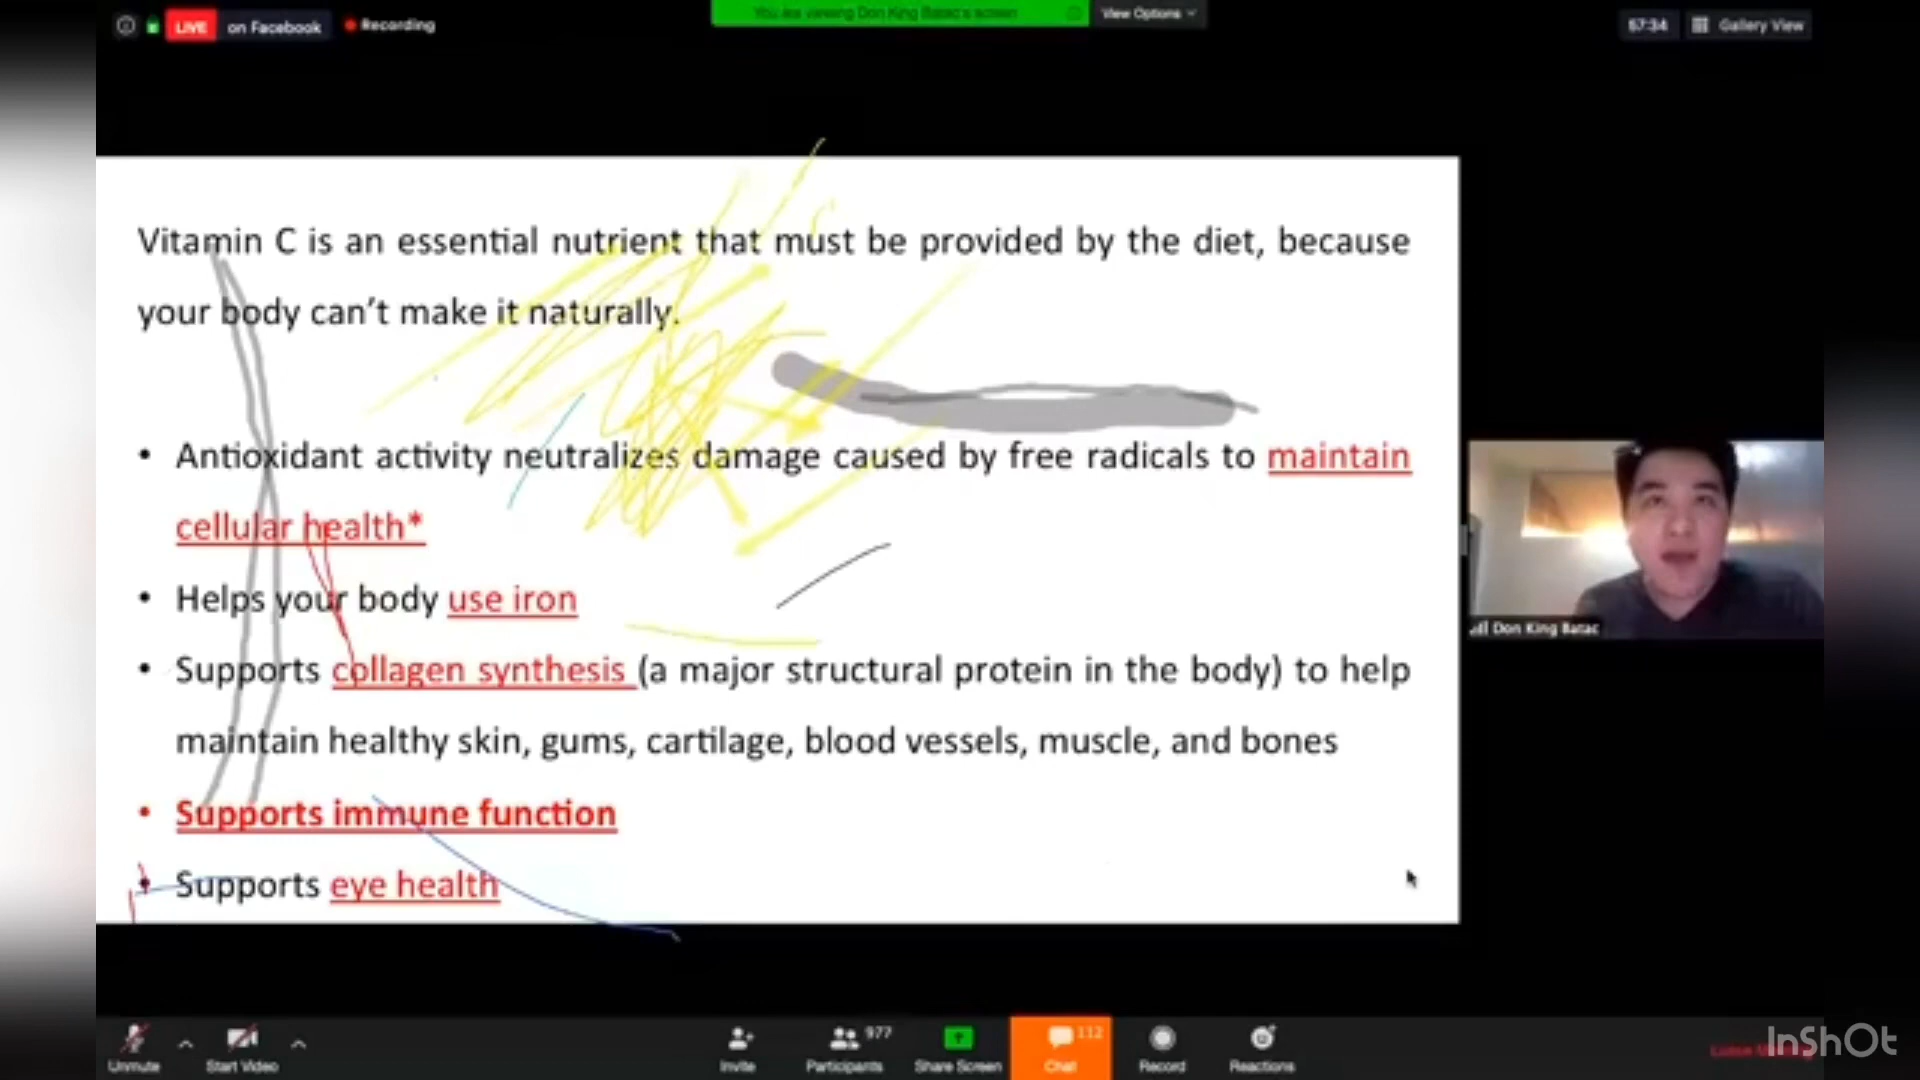 LIVE on Facebook Recording
You are viewing Don King Batac's screen
View Options
57:34
Gallery View
Vitamin C is an essential nutrient that must be provided by the diet, because
your body can't make it naturally.
• Antioxidant activity neutralizes damage caused by free radicals to maintain
cellular health*
• Helps your body use iron
• Supports collagen synthesis (a major structural protein in the body) to help
maintain healthy skin, gums, cartilage, blood vessels, muscle, and bones
• Supports immune function
• Supports eye health
Don King Batac
977
112
Unmute
Start Video
Invite
Participants
Share Screen
Chat
Record
Reactions
InShOt